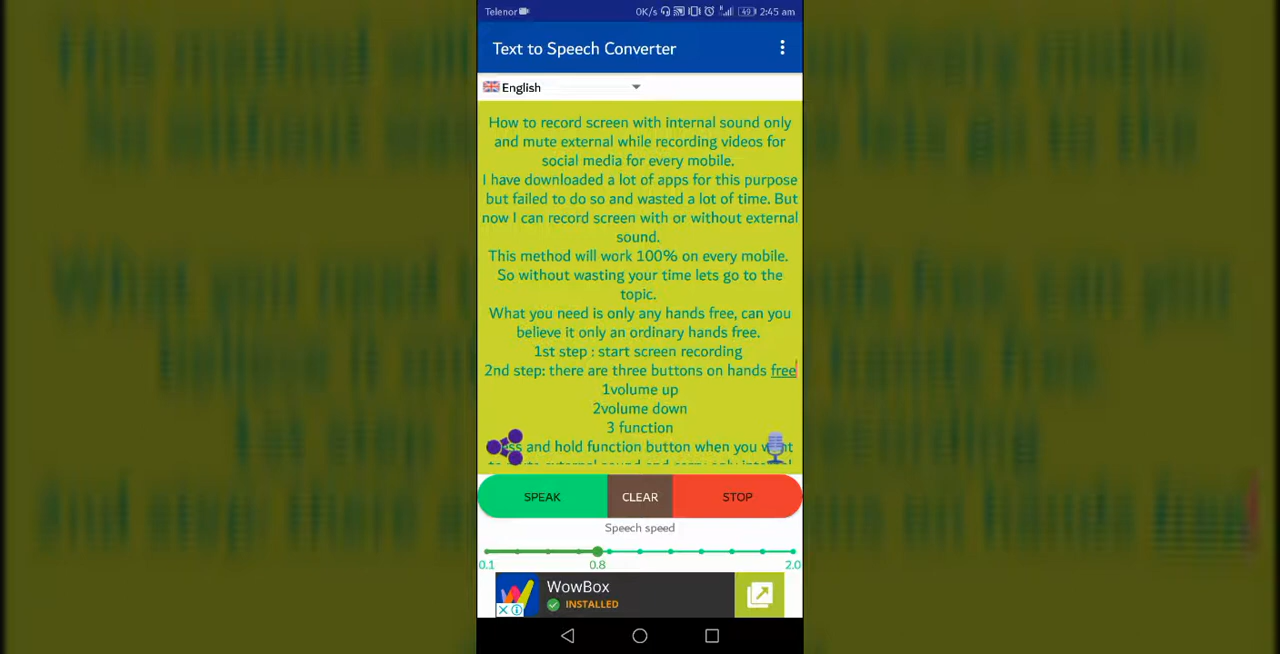 Telenor
0K/s 49 2:45 am
Text to Speech Converter
English
How to record screen with internal sound only
and mute external while recording videos for
social media for every mobile.
I have downloaded a lot of apps for this purpose
but failed to do so and wasted a lot of time. But
now I can record screen with or without external
sound.
This method will work 100% on every mobile.
So without wasting your time lets go to the
topic.
What you need is only any hands free, can you
believe it only an ordinary hands free.
1st step : start screen recording
2nd step: there are three buttons on hands free
1volume up
2volume down
3 function
and hold function button when you want
SPEAK CLEAR STOP
Speech speed
0.1 0.8 2.0
WowBox
INSTALLED